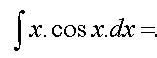 ∫x.cos x.dx =.